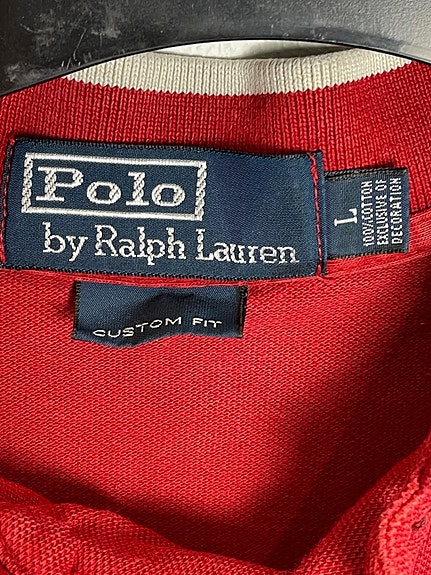 Polo
by Ralph Lauren
L
100%COTTON
EXCLUSIVE OF
DECORATION
CUSTOM FIT